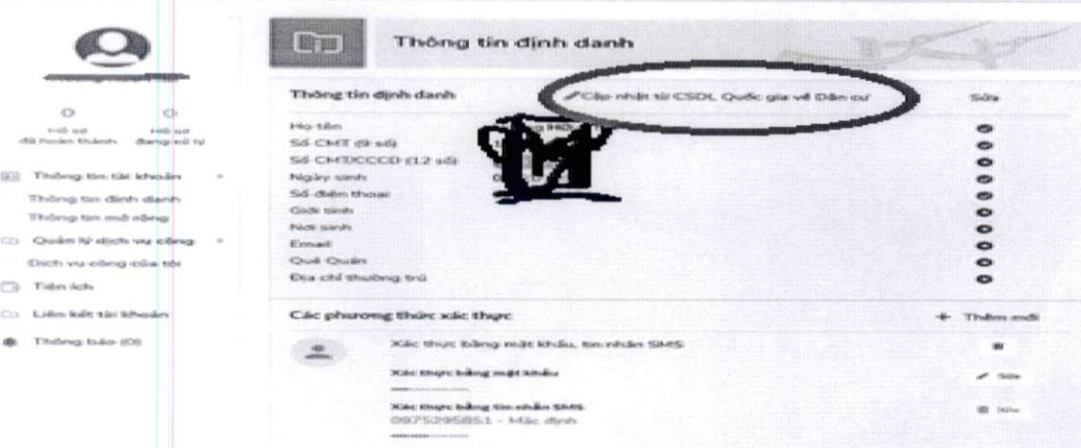 Thông tin định danh
Thông tin định danh
Cập nhật từ CSDL Quốc gia về Dân cư
Sửa
0
0
Hồ sơ
đã hoàn thành
Hồ sơ
đang xử lý
Thông tin tài khoản
Thông tin định danh
Thông tin mở rộng
Quản lý dịch vụ công
Dịch vụ công của tôi
Tiện ích
Liên kết tài khoản
Thông báo (0)
Họ tên
Số CMT (9 số)
Số CMT/CCCD (12 số)
Ngày sinh
Số điện thoại
Giới tính
Nơi sinh
Email
Quê Quán
Địa chỉ thường trú
Các phương thức xác thực
+ Thêm mới
Xác thực bằng mật khẩu, tin nhắn SMS
Xác thực bằng mật khẩu
Sửa
Xác thực bằng tin nhắn SMS
0975295851 - Mặc định